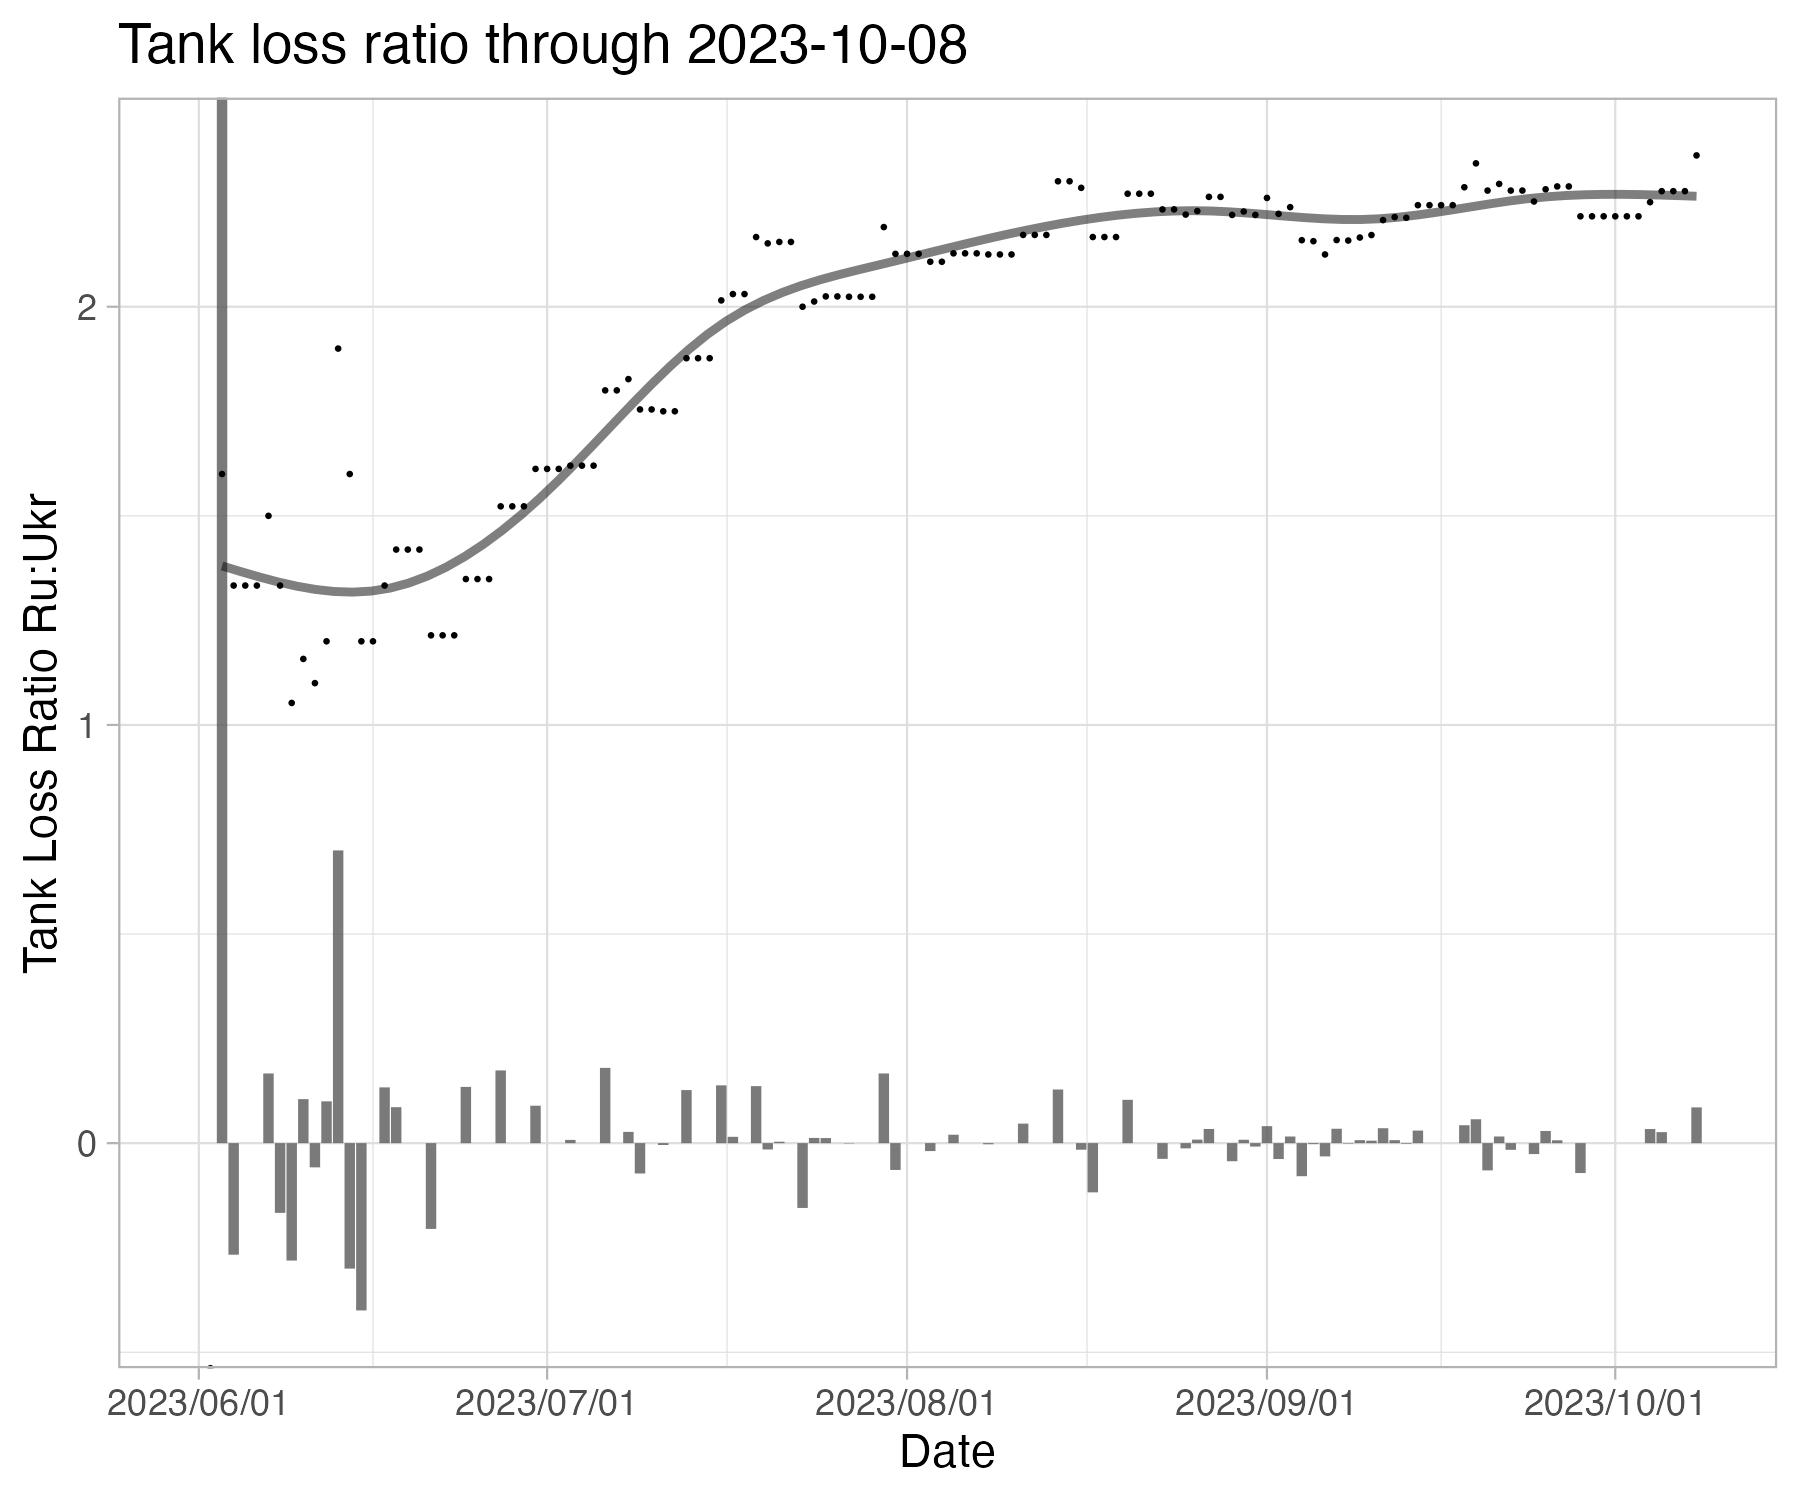 Tank loss ratio through 2023-10-08
Tank Loss Ratio Ru:Ukr
2
1
0
2023/06/01 2023/07/01 2023/08/01 2023/09/01 2023/10/01
Date